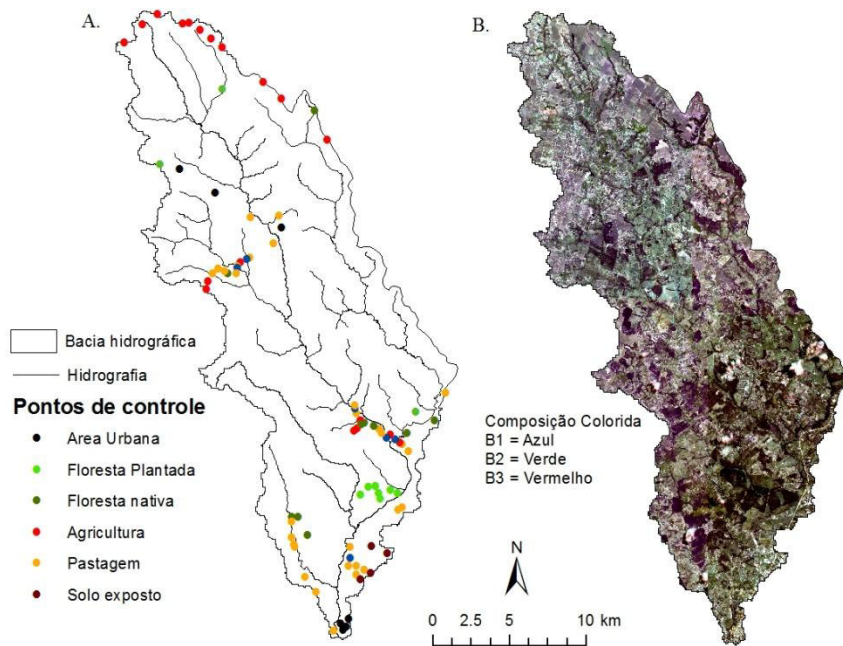 A.
B.
Bacia hidrográfica
Hidrografia
Pontos de controle
Area Urbana
Floresta Plantada
Floresta nativa
Agricultura
Pastagem
Solo exposto
Composição Colorida
B1 = Azul
B2 = Verde
B3 = Vermelho
N
0 2.5 5 10 km